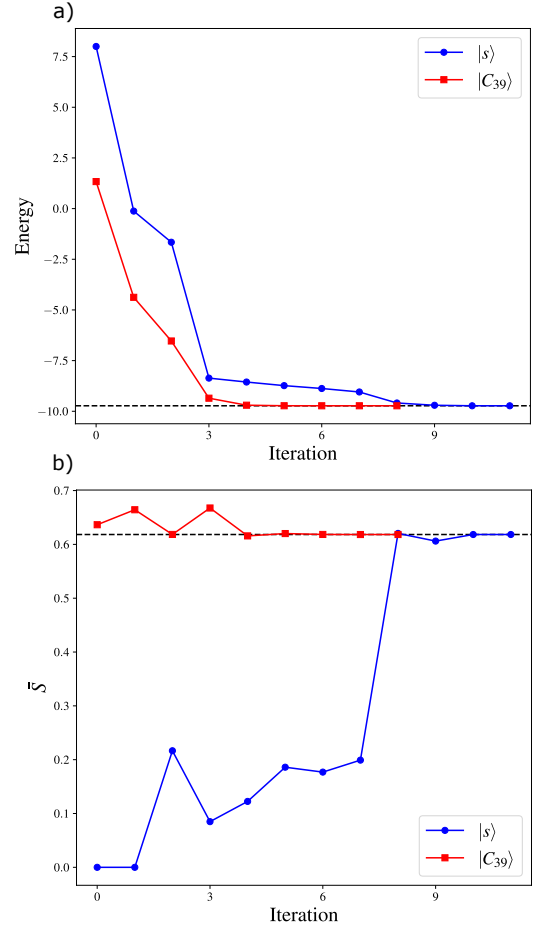 a)
7.5
5.0
2.5
0.0
−2.5
−5.0
−7.5
−10.0
Energy
|s⟩
|C₃₉⟩
0 3 6 9
Iteration
b)
0.7
0.6
0.5
0.4
0.3
0.2
0.1
0.0
S̄
|s⟩
|C₃₉⟩
0 3 6 9
Iteration